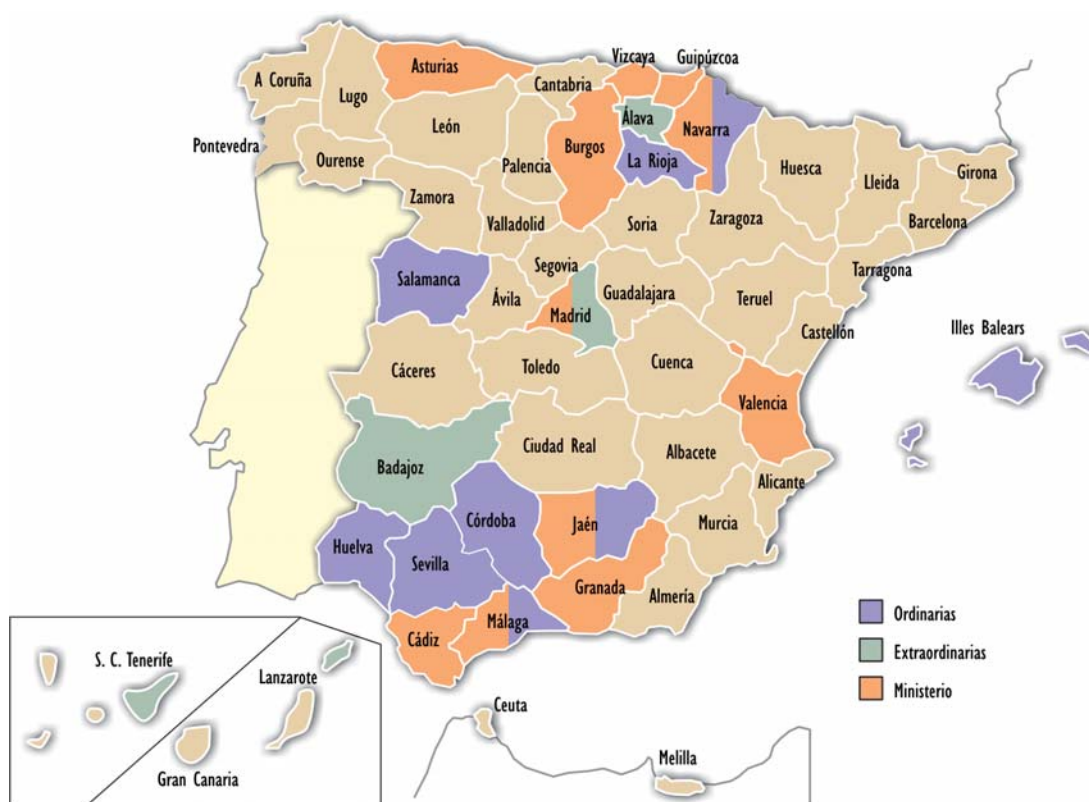 Vizcaya
Guipúzcoa
Asturias
A Coruña
Cantabria
Lugo
Álava
León
Navarra
Pontevedra
Burgos
La Rioja
Ourense
Palencia
Huesca
Girona
Lleida
Zamora
Barcelona
Valladolid
Soria
Zaragoza
Segovia
Tarragona
Salamanca
Ávila
Guadalajara
Teruel
Madrid
Castellón
Illes Balears
Cáceres
Toledo
Cuenca
Valencia
Ciudad Real
Albacete
Badajoz
Alicante
Córdoba
Jaén
Murcia
Huelva
Sevilla
Granada
Almería
Málaga
Cádiz
Ordinarias
Extraordinarias
Ministerio
S. C. Tenerife
Lanzarote
Gran Canaria
Ceuta
Melilla